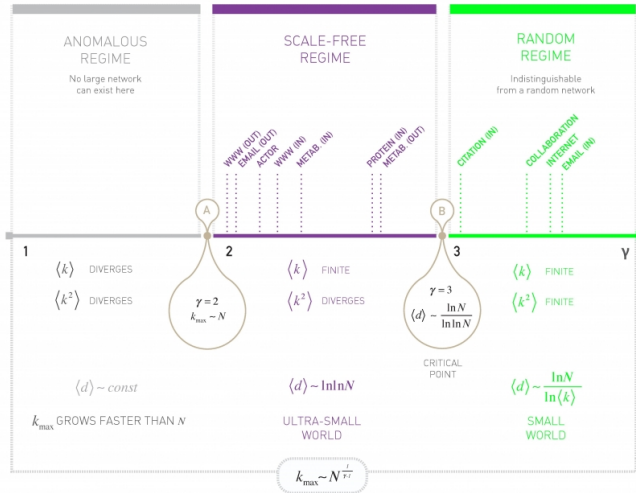 ANOMALOUS
REGIME
No large network
can exist here
SCALE-FREE
REGIME
RANDOM
REGIME
Indistinguishable
from a random network
WWW (OUT)
EMAIL (OUT)
ACTOR
WWW (IN)
METAB. (IN)
PROTEIN (IN)
METAB. (OUT)
CITATION (IN)
COLLABORATION
INTERNET
EMAIL (IN)
A
B
1
2
3
γ
⟨k⟩ DIVERGES
⟨k²⟩ DIVERGES
γ = 2
k_max ~ N
⟨k⟩ FINITE
⟨k²⟩ DIVERGES
γ = 3
⟨d⟩ ~ lnN / lnlnN
CRITICAL
POINT
⟨k⟩ FINITE
⟨k²⟩ FINITE
⟨d⟩ ~ const
k_max GROWS FASTER THAN N
⟨d⟩ ~ lnlnN
ULTRA-SMALL
WORLD
⟨d⟩ ~ lnN / ln⟨k⟩
SMALL
WORLD
k_max ~ N^(1/(γ-1))